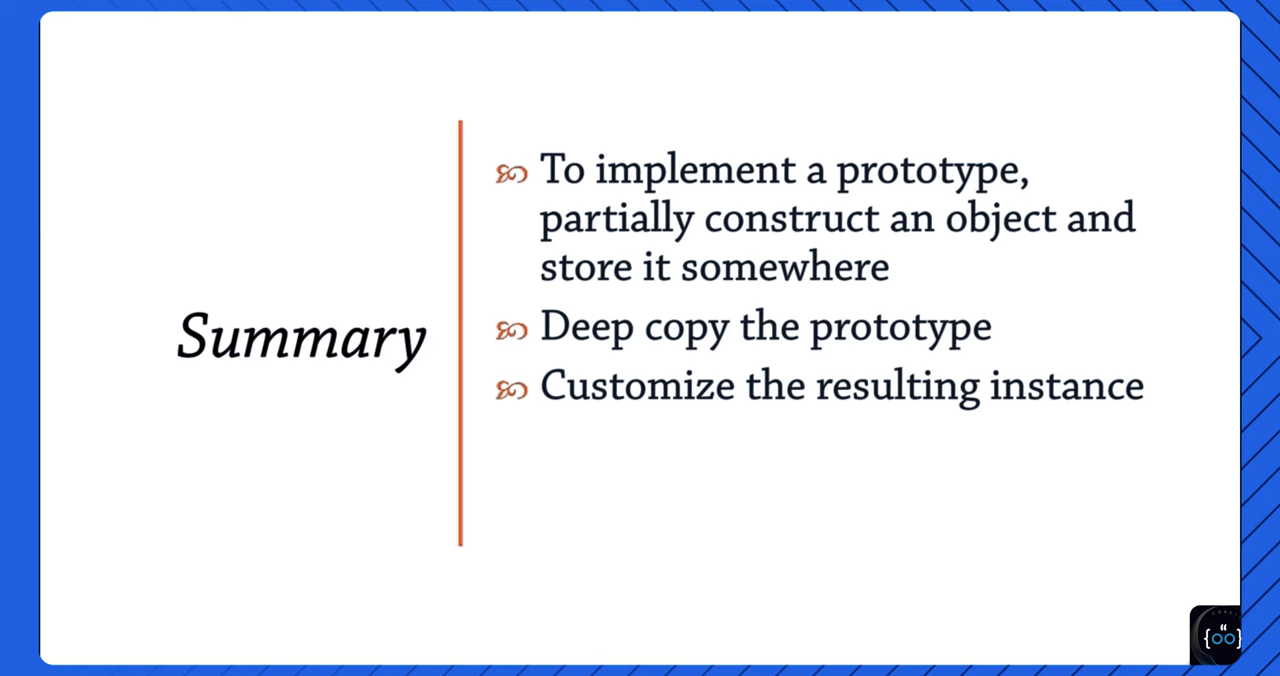 Summary
To implement a prototype,
partially construct an object and
store it somewhere
Deep copy the prototype
Customize the resulting instance